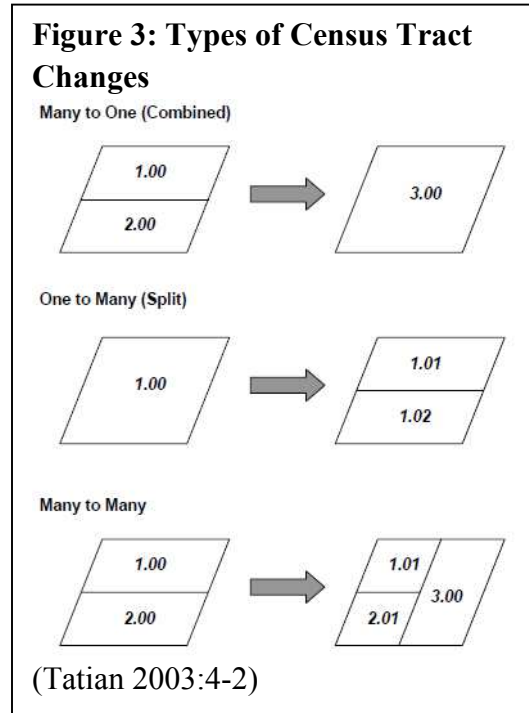 Figure 3: Types of Census Tract
Changes
Many to One (Combined)
1.00
2.00
3.00
One to Many (Split)
1.00
1.01
1.02
Many to Many
1.00
2.00
1.01
2.01
3.00
(Tatian 2003:4-2)